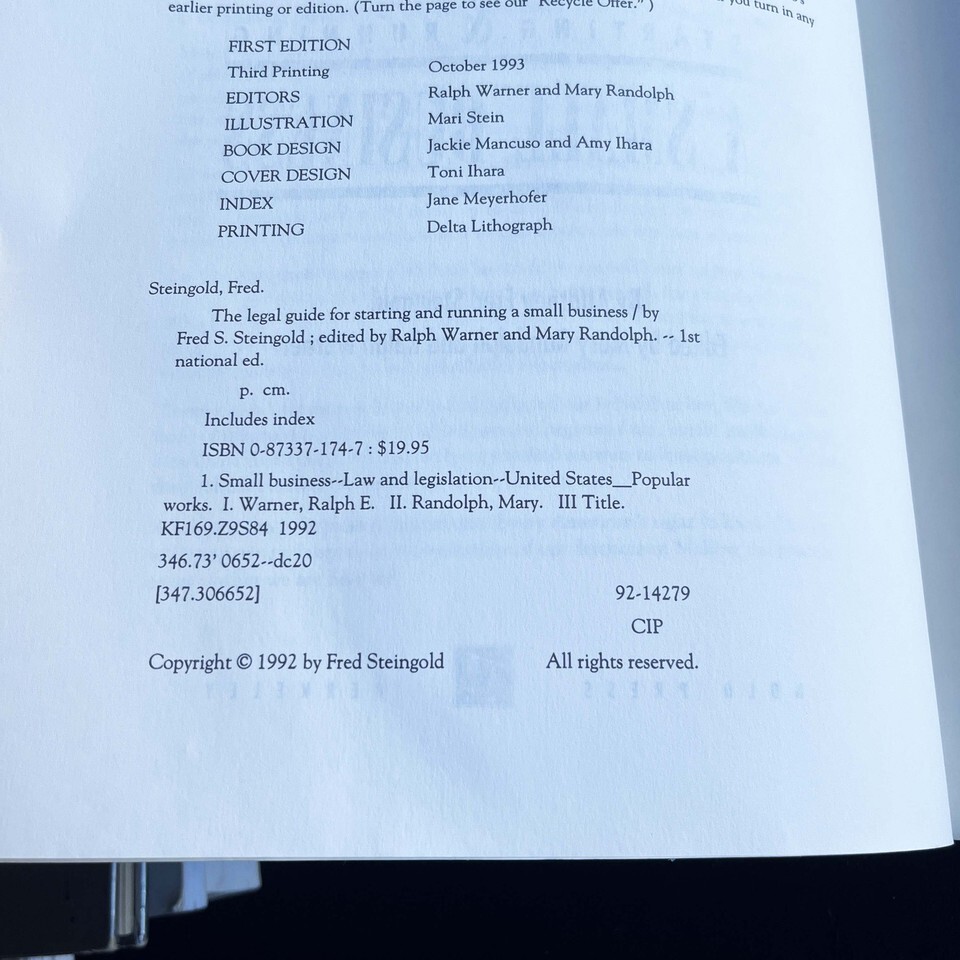 earlier printing or edition. (Turn the page to see our "Recycle Offer.")
you turn in any
FIRST EDITION
Third Printing October 1993
EDITORS Ralph Warner and Mary Randolph
ILLUSTRATION Mari Stein
BOOK DESIGN Jackie Mancuso and Amy Ihara
COVER DESIGN Toni Ihara
INDEX Jane Meyerhofer
PRINTING Delta Lithograph
Steingold, Fred.
The legal guide for starting and running a small business / by
Fred S. Steingold ; edited by Ralph Warner and Mary Randolph. -- 1st
national ed.
p. cm.
Includes index
ISBN 0-87337-174-7 : $19.95
1. Small business--Law and legislation--United States__Popular
works. I. Warner, Ralph E. II. Randolph, Mary. III Title.
KF169.Z9S84 1992
346.73' 0652--dc20
[347.306652] 92-14279
CIP
Copyright © 1992 by Fred Steingold All rights reserved.